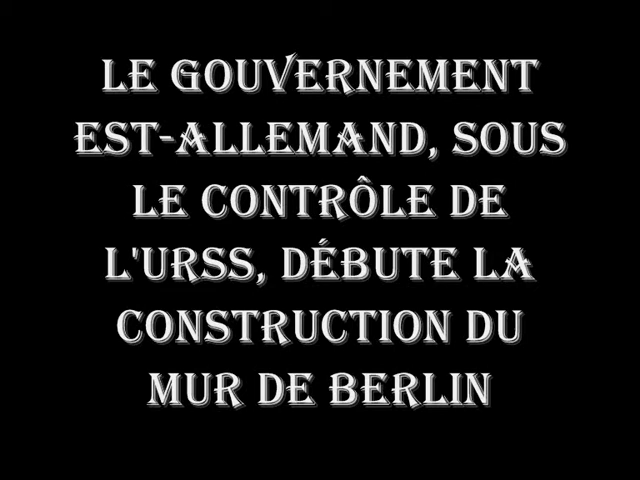 LE GOUVERNEMENT
EST-ALLEMAND, SOUS
LE CONTRÔLE DE
L'URSS, DÉBUTE LA
CONSTRUCTION DU
MUR DE BERLIN